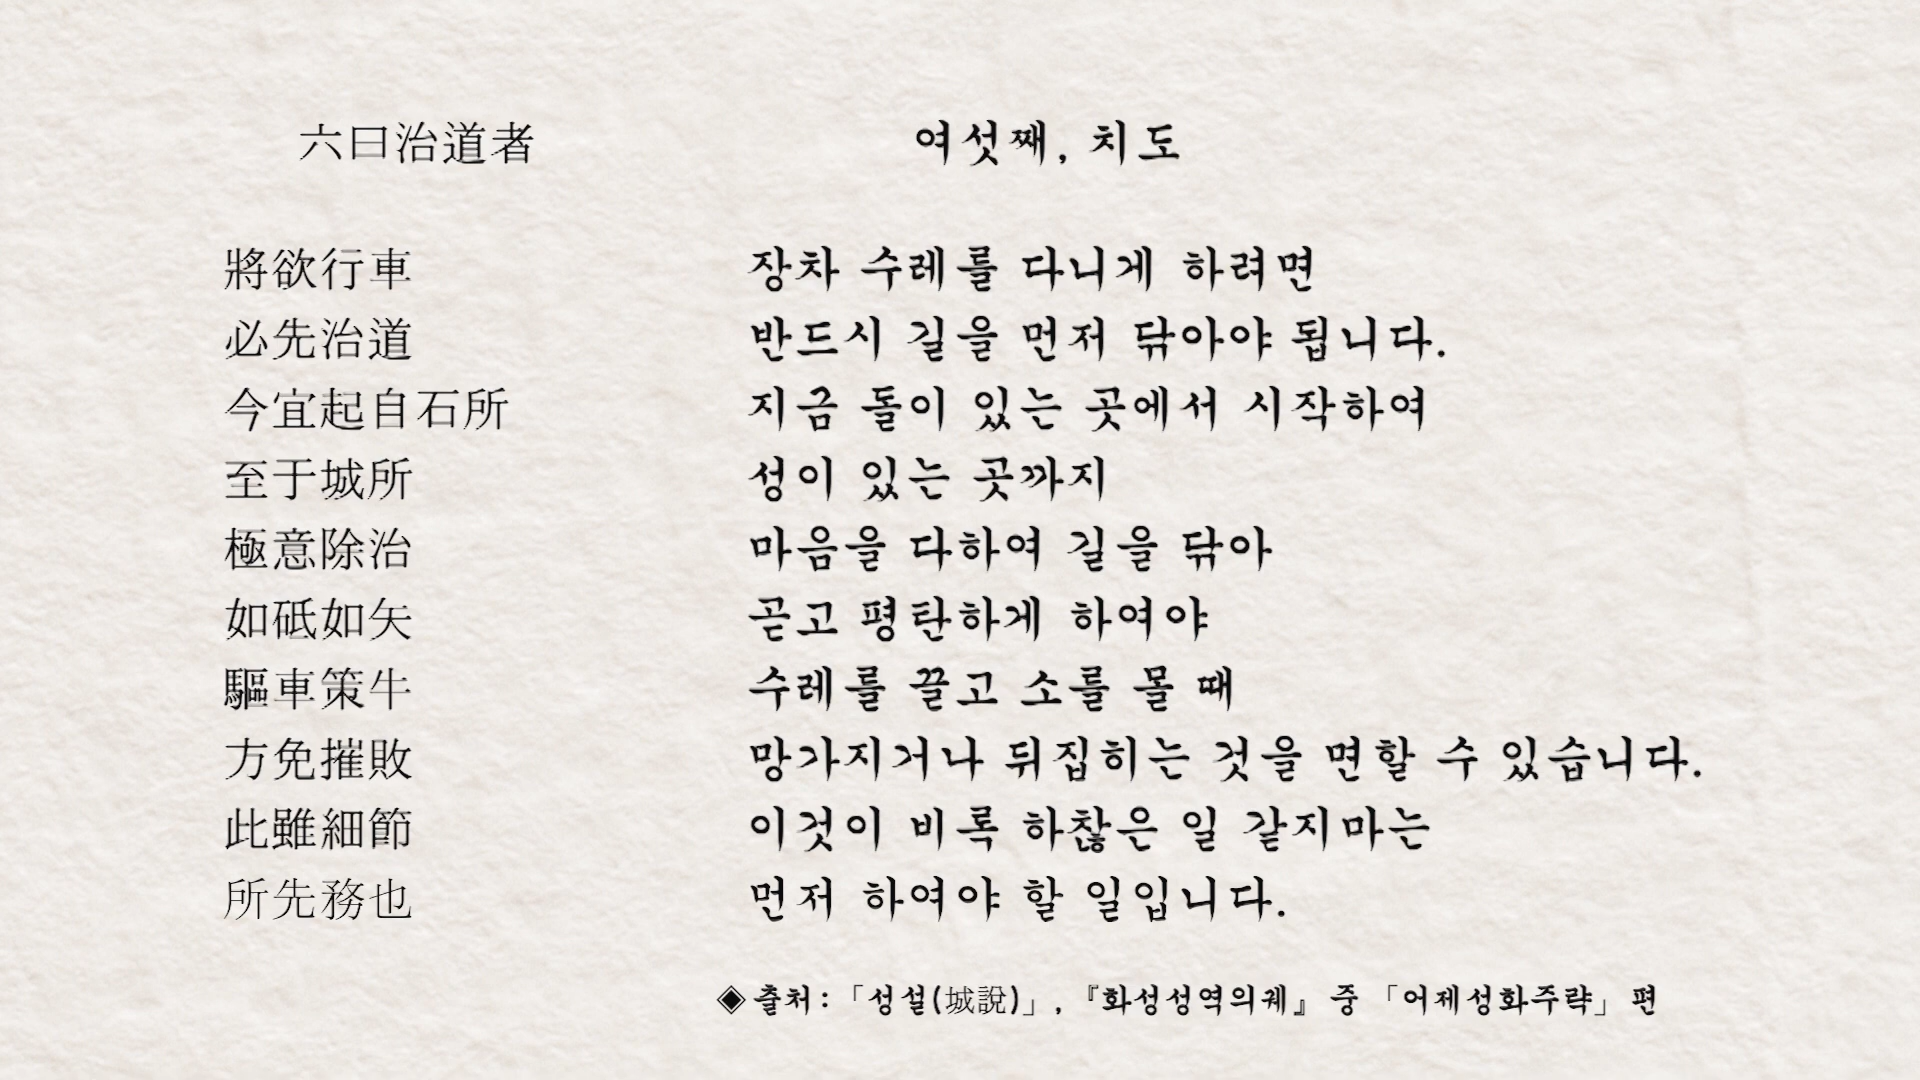 六曰治道者 여섯째, 치도
將欲行車 장차 수레를 다니게 하려면
必先治道 반드시 길을 먼저 닦아야 됩니다.
今宜起自石所 지금 돌이 있는 곳에서 시작하여
至于城所 성이 있는 곳까지
極意除治 마음을 다하여 길을 닦아
如砥如矢 곧고 평탄하게 하여야
驅車策牛 수레를 끌고 소를 몰 때
方免摧敗 망가지거나 뒤집히는 것을 면할 수 있습니다.
此雖細節 이것이 비록 하찮은 일 같지마는
所先務也 먼저 하여야 할 일입니다.
◈ 출처 : 「성설(城說)」, 『화성성역의궤』 중 「어제성화주략」 편